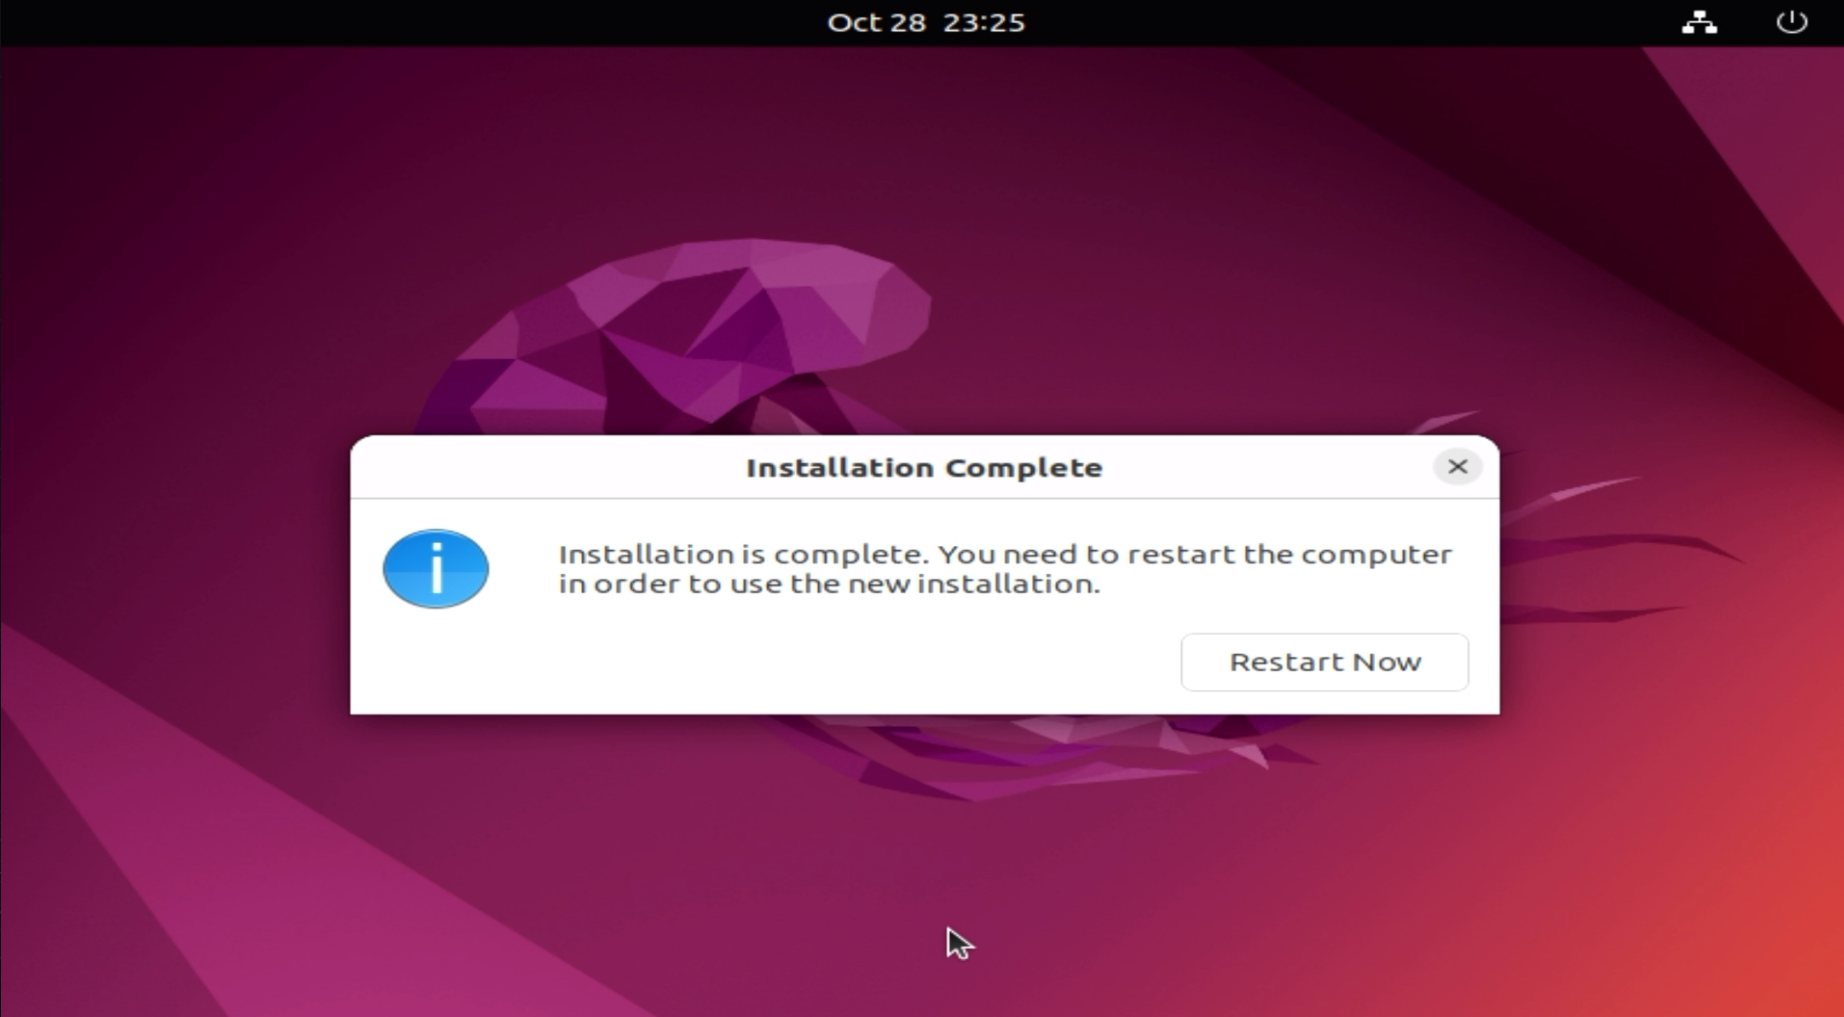 Oct 28 23:25
Installation Complete
Installation is complete. You need to restart the computer
in order to use the new installation.
Restart Now